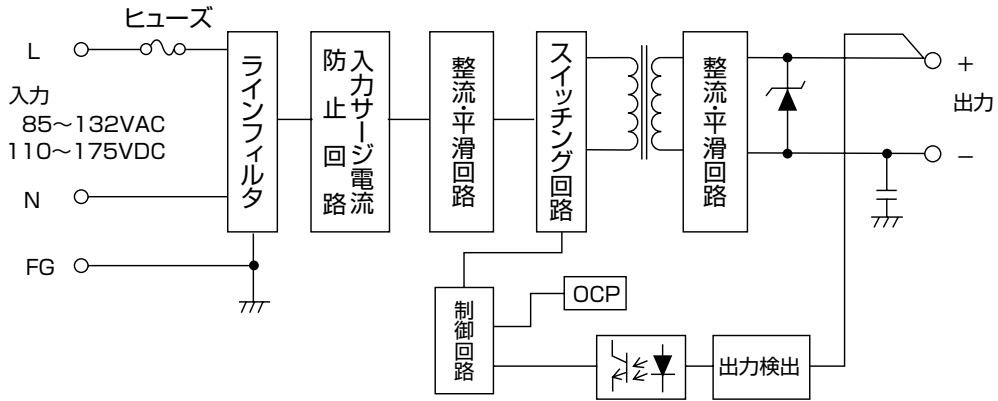 ヒューズ
L
入力
85～132VAC
110～175VDC
N
FG
ラインフィルタ
入力サージ電流
防止回路
整流・平滑回路
スイッチング回路
整流・平滑回路
+
出力
−
制御回路
OCP
出力検出